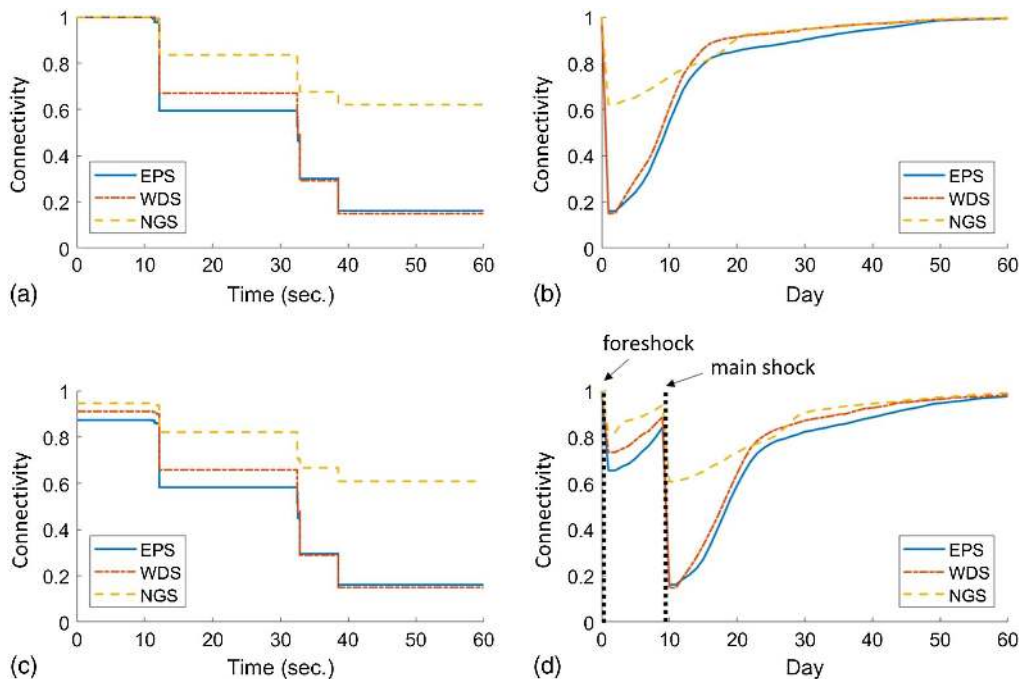 1
0.8
0.6
0.4
0.2
0
Connectivity
EPS
WDS
NGS
0 10 20 30 40 50 60
Time (sec.)
(a)
1
0.8
0.6
0.4
0.2
0
Connectivity
EPS
WDS
NGS
0 10 20 30 40 50 60
Day
(b)
1
0.8
0.6
0.4
0.2
0
Connectivity
EPS
WDS
NGS
0 10 20 30 40 50 60
Time (sec.)
(c)
foreshock
main shock
1
0.8
0.6
0.4
0.2
0
Connectivity
EPS
WDS
NGS
0 10 20 30 40 50 60
Day
(d)